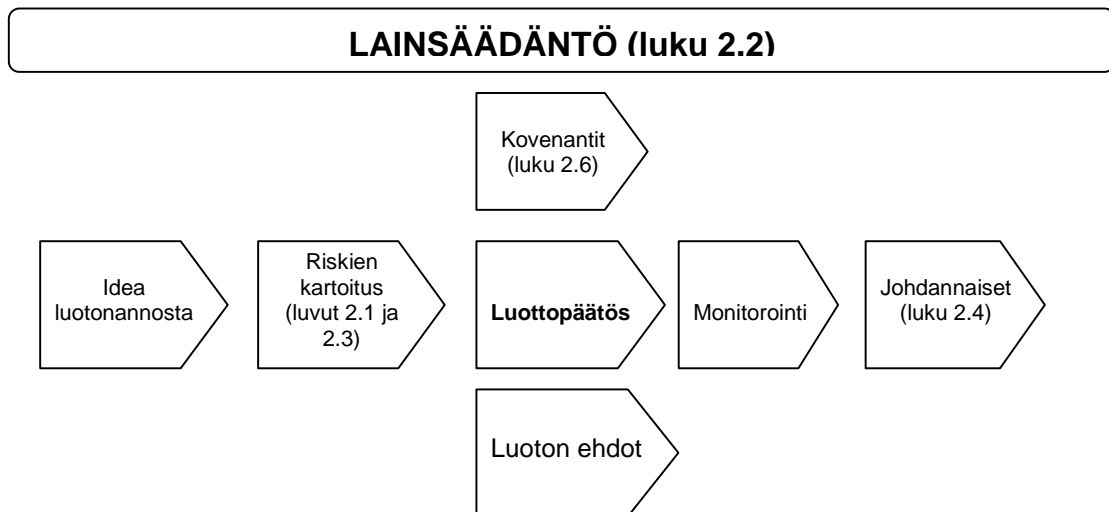 LAINSÄÄDÄNTÖ (luku 2.2)
Kovenantit
(luku 2.6)
Idea
luotonannosta
Riskien
kartoitus
(luvut 2.1 ja
2.3)
Luottopäätös
Monitorointi
Johdannaiset
(luku 2.4)
Luoton ehdot